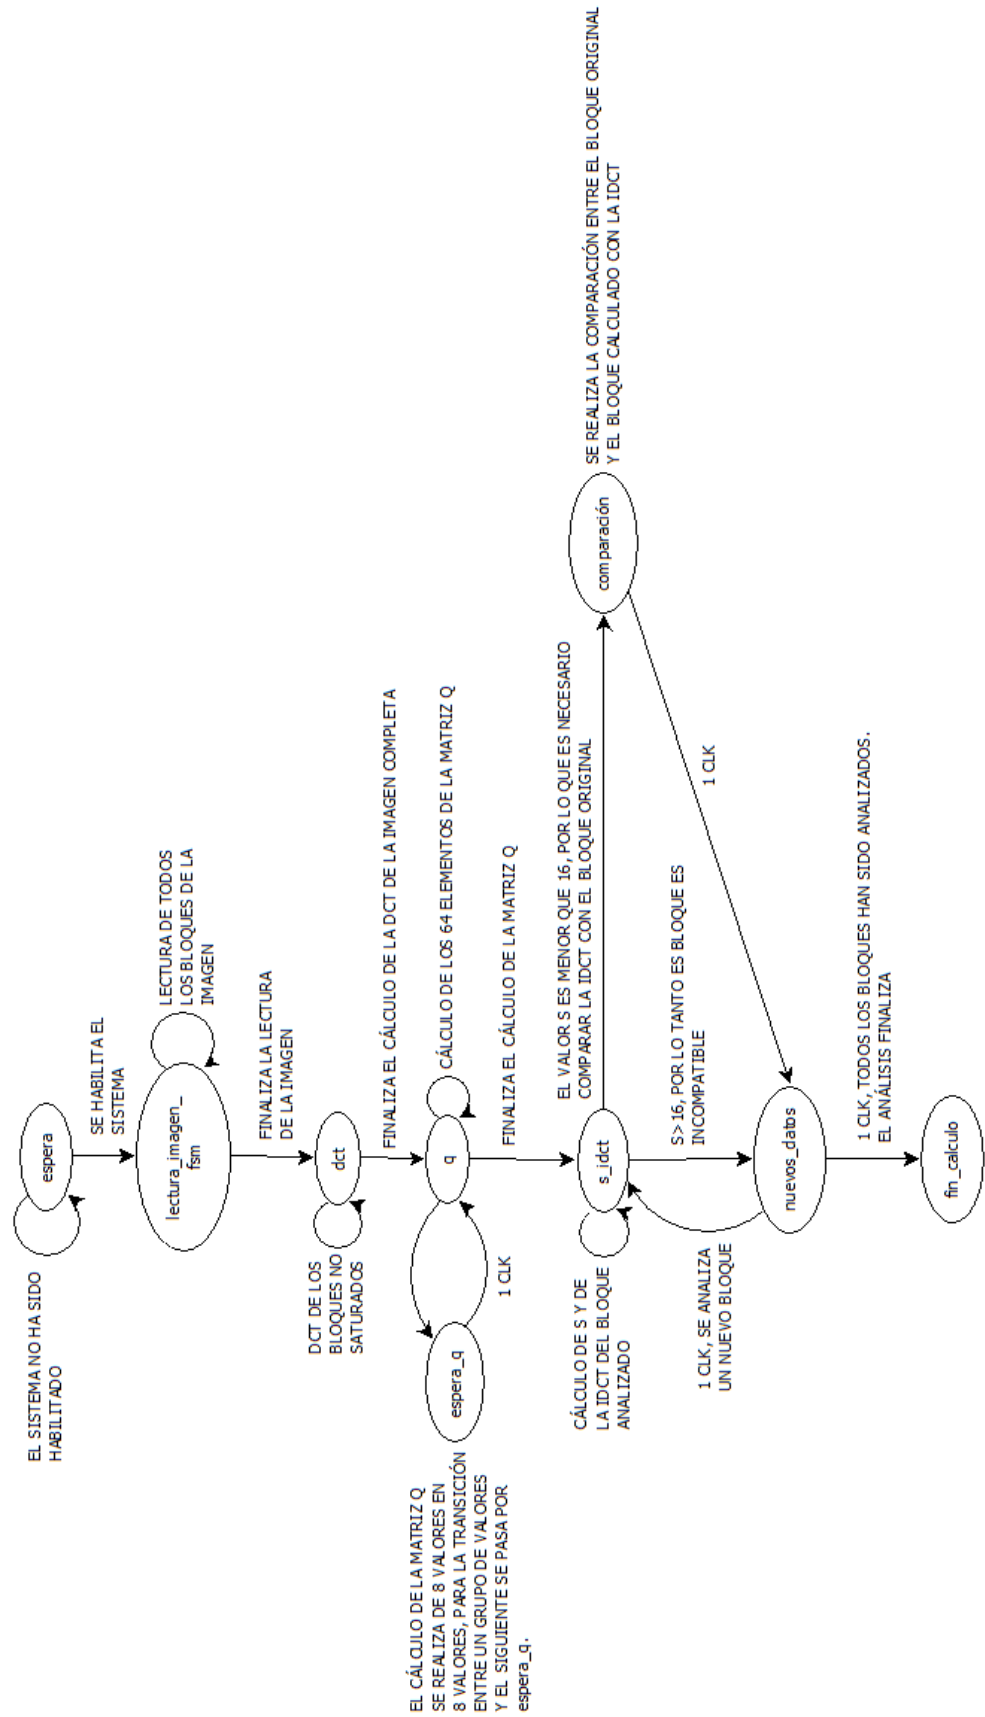 EL SISTEMA NO HA SIDO
HABILITADO
espera
SE HABILITA EL
SISTEMA
lectura_imagen_
fsm
LECTURA DE TODOS
LOS BLOQUES DE LA
IMAGEN
FINALIZA LA LECTURA
DE LA IMAGEN
DCT DE LOS
BLOQUES NO
SATURADOS
dct
FINALIZA EL CÁLCULO DE LA DCT DE LA IMAGEN COMPLETA
EL CÁLCULO DE LA MATRIZ Q
SE REALIZA DE 8 VALORES EN
8 VALORES, PARA LA TRANSICIÓN
ENTRE UN GRUPO DE VALORES
Y EL SIGUIENTE SE PASA POR
espera_q.
espera_q
1 CLK
q
CÁLCULO DE LOS 64 ELEMENTOS DE LA MATRIZ Q
FINALIZA EL CÁLCULO DE LA MATRIZ Q
CÁLCULO DE S Y DE
LA IDCT DEL BLOQUE
ANALIZADO
s_idct
EL VALOR S ES MENOR QUE 16, POR LO QUE ES NECESARIO
COMPARAR LA IDCT CON EL BLOQUE ORIGINAL
comparación
SE REALIZA LA COMPARACIÓN ENTRE EL BLOQUE ORIGINAL
Y EL BLOQUE CALCULADO CON LA IDCT
S>16, POR LO TANTO ES BLOQUE ES
INCOMPATIBLE
1 CLK
1 CLK, SE ANALIZA
UN NUEVO BLOQUE
nuevos_datos
1 CLK, TODOS LOS BLOQUES HAN SIDO ANALIZADOS.
EL ANÁLISIS FINALIZA
fin_calculo